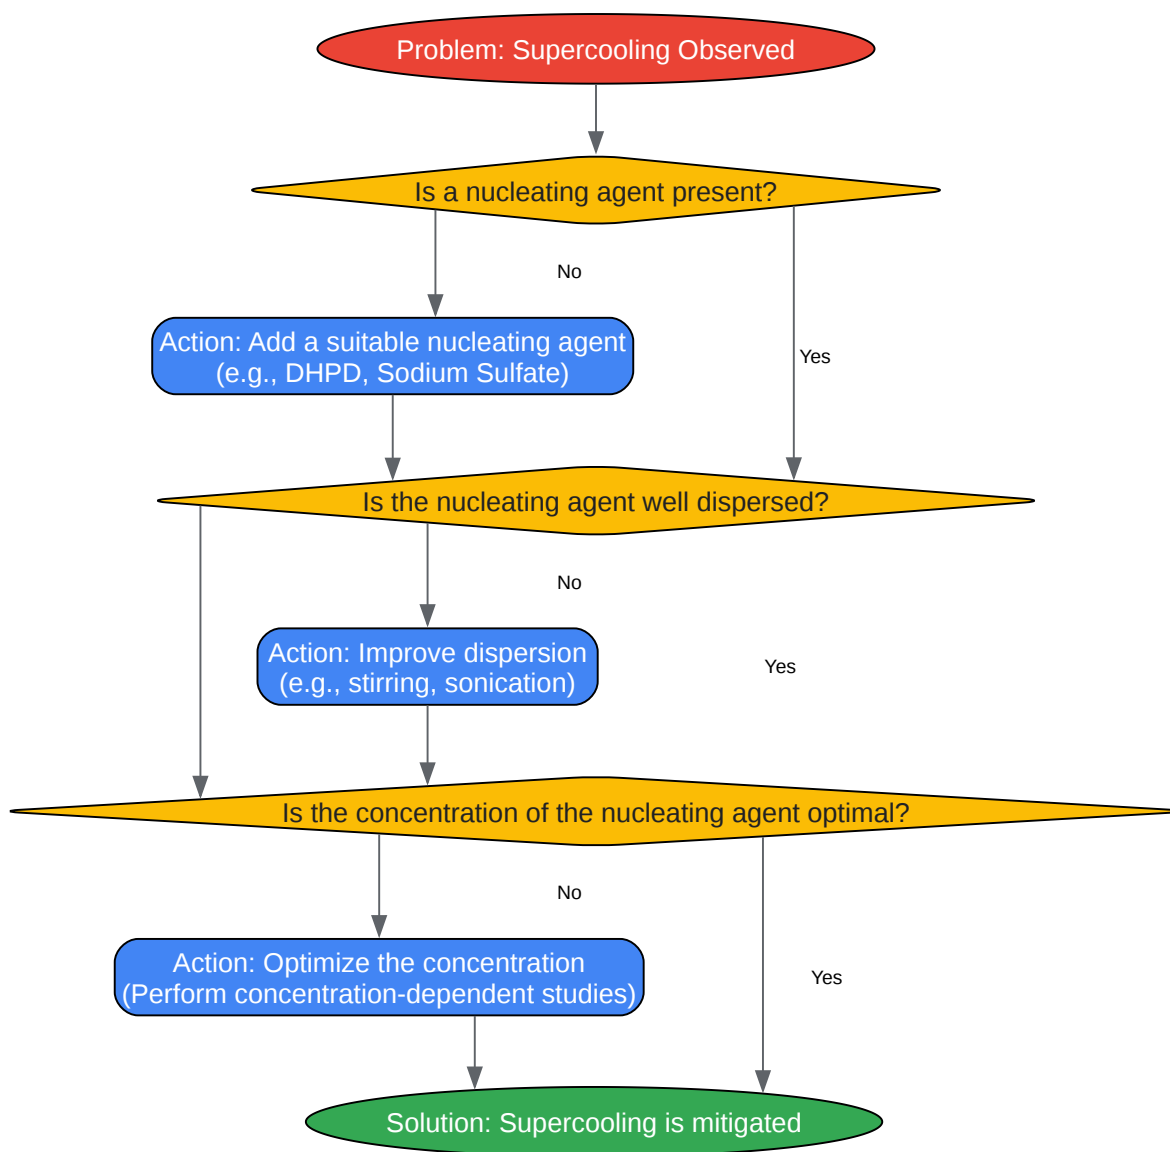 Problem: Supercooling Observed
Is a nucleating agent present?
No
Action: Add a suitable nucleating agent
(e.g., DHPD, Sodium Sulfate)
Yes
Is the nucleating agent well dispersed?
No
Action: Improve dispersion
(e.g., stirring, sonication)
Yes
Is the concentration of the nucleating agent optimal?
No
Action: Optimize the concentration
(Perform concentration-dependent studies)
Yes
Solution: Supercooling is mitigated